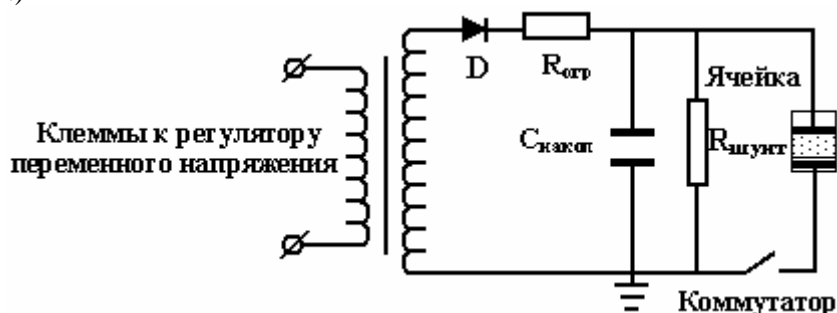 D
Rогр
Ячейка
Клеммы к регулятору
переменного напряжения
Cнакоп
Rшунт
Коммутатор